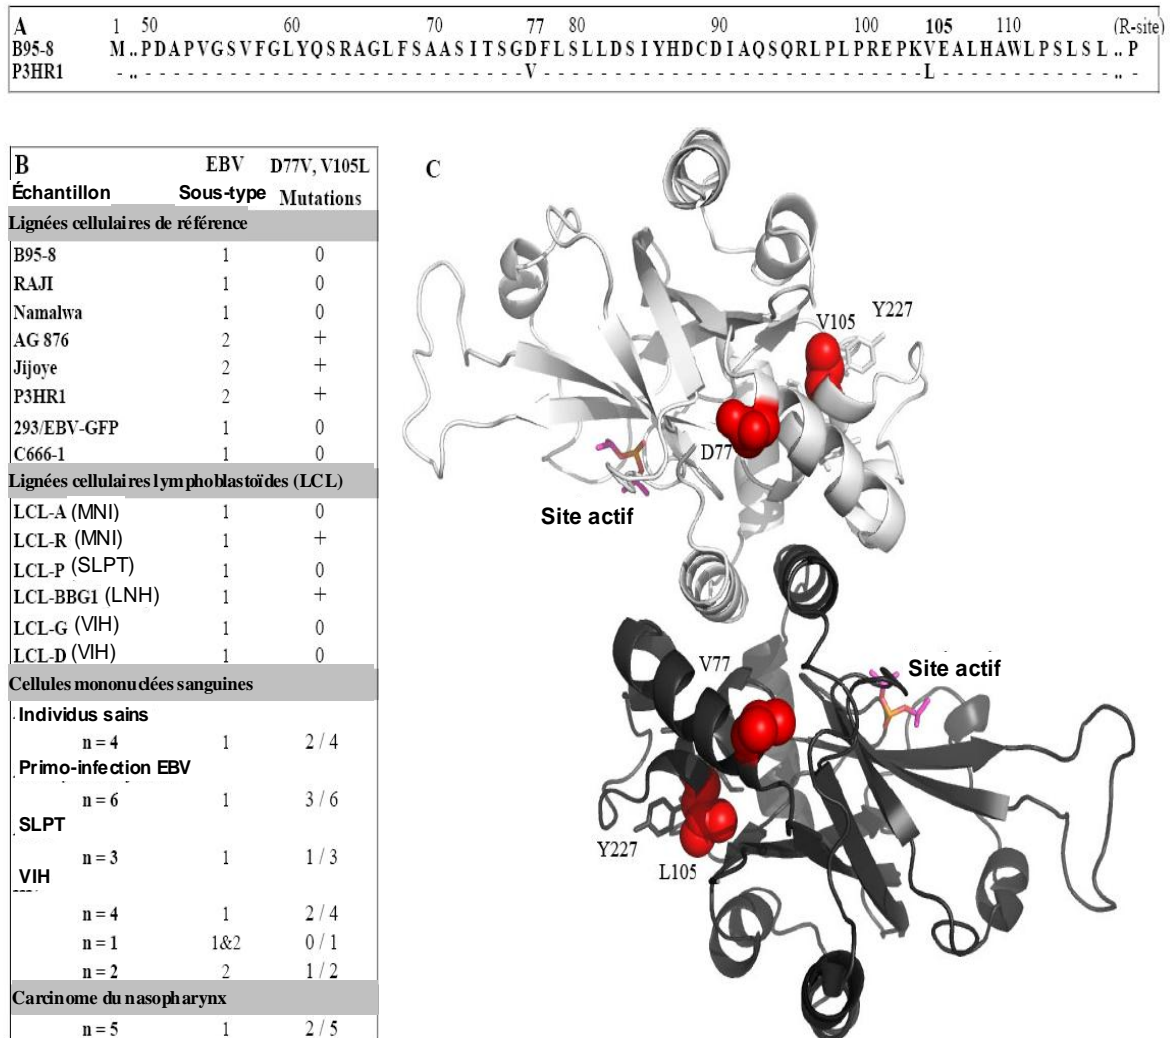 A 1 50 60 70 77 80 90 100 105 110 (R-site)
B95-8 M .. PDAPVGSVFGLYQSRAGLFSAASITSGDFLSLLDSIYHDCDIAQSQRLPLPREPKVEALHAWLPSLSL .. P
P3HR1 - .. - - - - - - - - - - - - - - - - - - - - - - - - - - - V - - - - - - - - - - - - - - - - - - - - - - - - - - - L - - - - - - - - - - - - .. -
B EBV D77V, V105L
Échantillon Sous-type Mutations
Lignées cellulaires de référence
B95-8 1 0
RAJI 1 0
Namalwa 1 0
AG 876 2 +
Jijoye 2 +
P3HR1 2 +
293/EBV-GFP 1 0
C666-1 1 0
Lignées cellulaires lymphoblastoïdes (LCL)
LCL-A (MNI) 1 0
LCL-R (MNI) 1 +
LCL-P (SLPT) 1 0
LCL-BBG1 (LNH) 1 +
LCL-G (VIH) 1 0
LCL-D (VIH) 1 0
Cellules mononuclées sanguines
Individus sains
n = 4 1 2 / 4
Primo-infection EBV
n = 6 1 3 / 6
SLPT
n = 3 1 1 / 3
VIH
n = 4 1 2 / 4
n = 1 1&2 0 / 1
n = 2 2 1 / 2
Carcinome du nasopharynx
n = 5 1 2 / 5
C
V105 Y227
D77
Site actif
V77
Site actif
Y227
L105